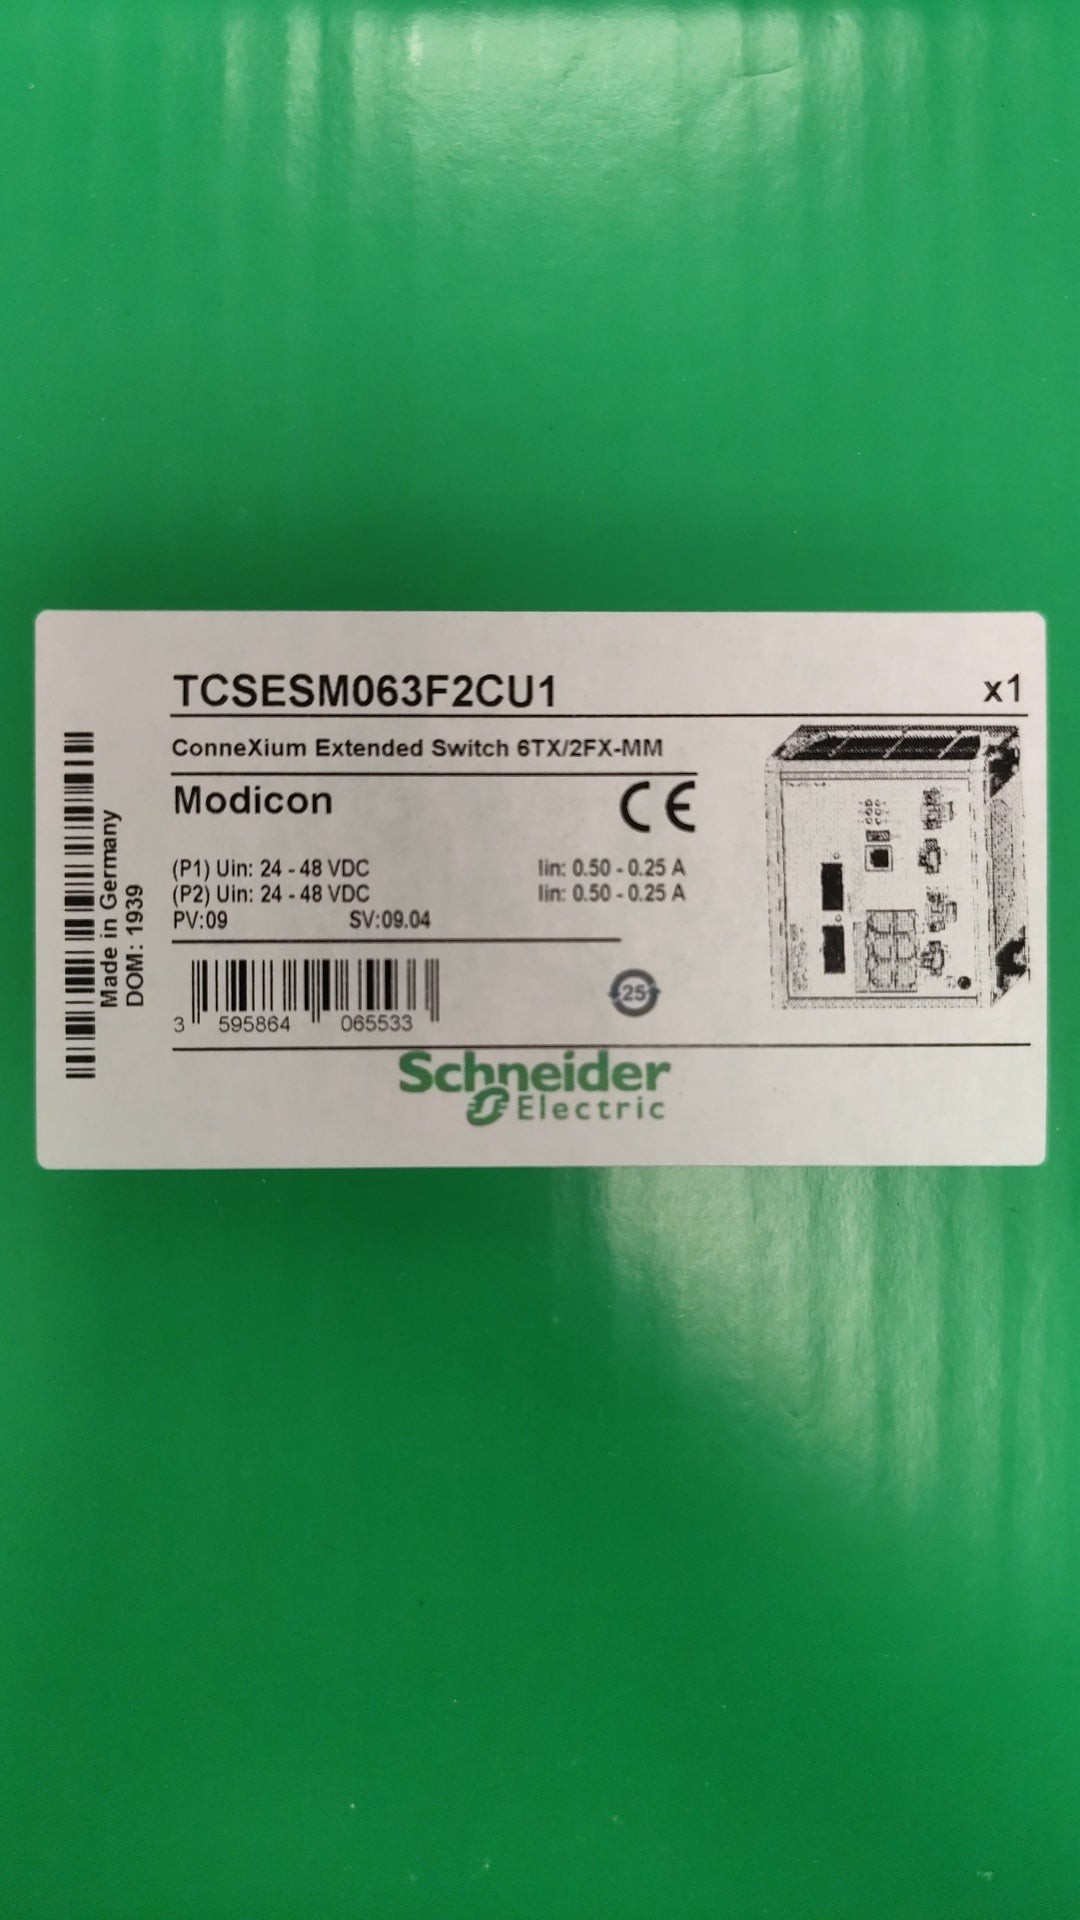 TCSESM063F2CU1 x1
ConneXium Extended Switch 6TX/2FX-MM
Modicon CE
(P1) Uin: 24 - 48 VDC Iin: 0.50 - 0.25 A
(P2) Uin: 24 - 48 VDC Iin: 0.50 - 0.25 A
PV:09 SV:09.04
Made in Germany
DOM: 1939
3 595864 065533
25
Schneider
Electric